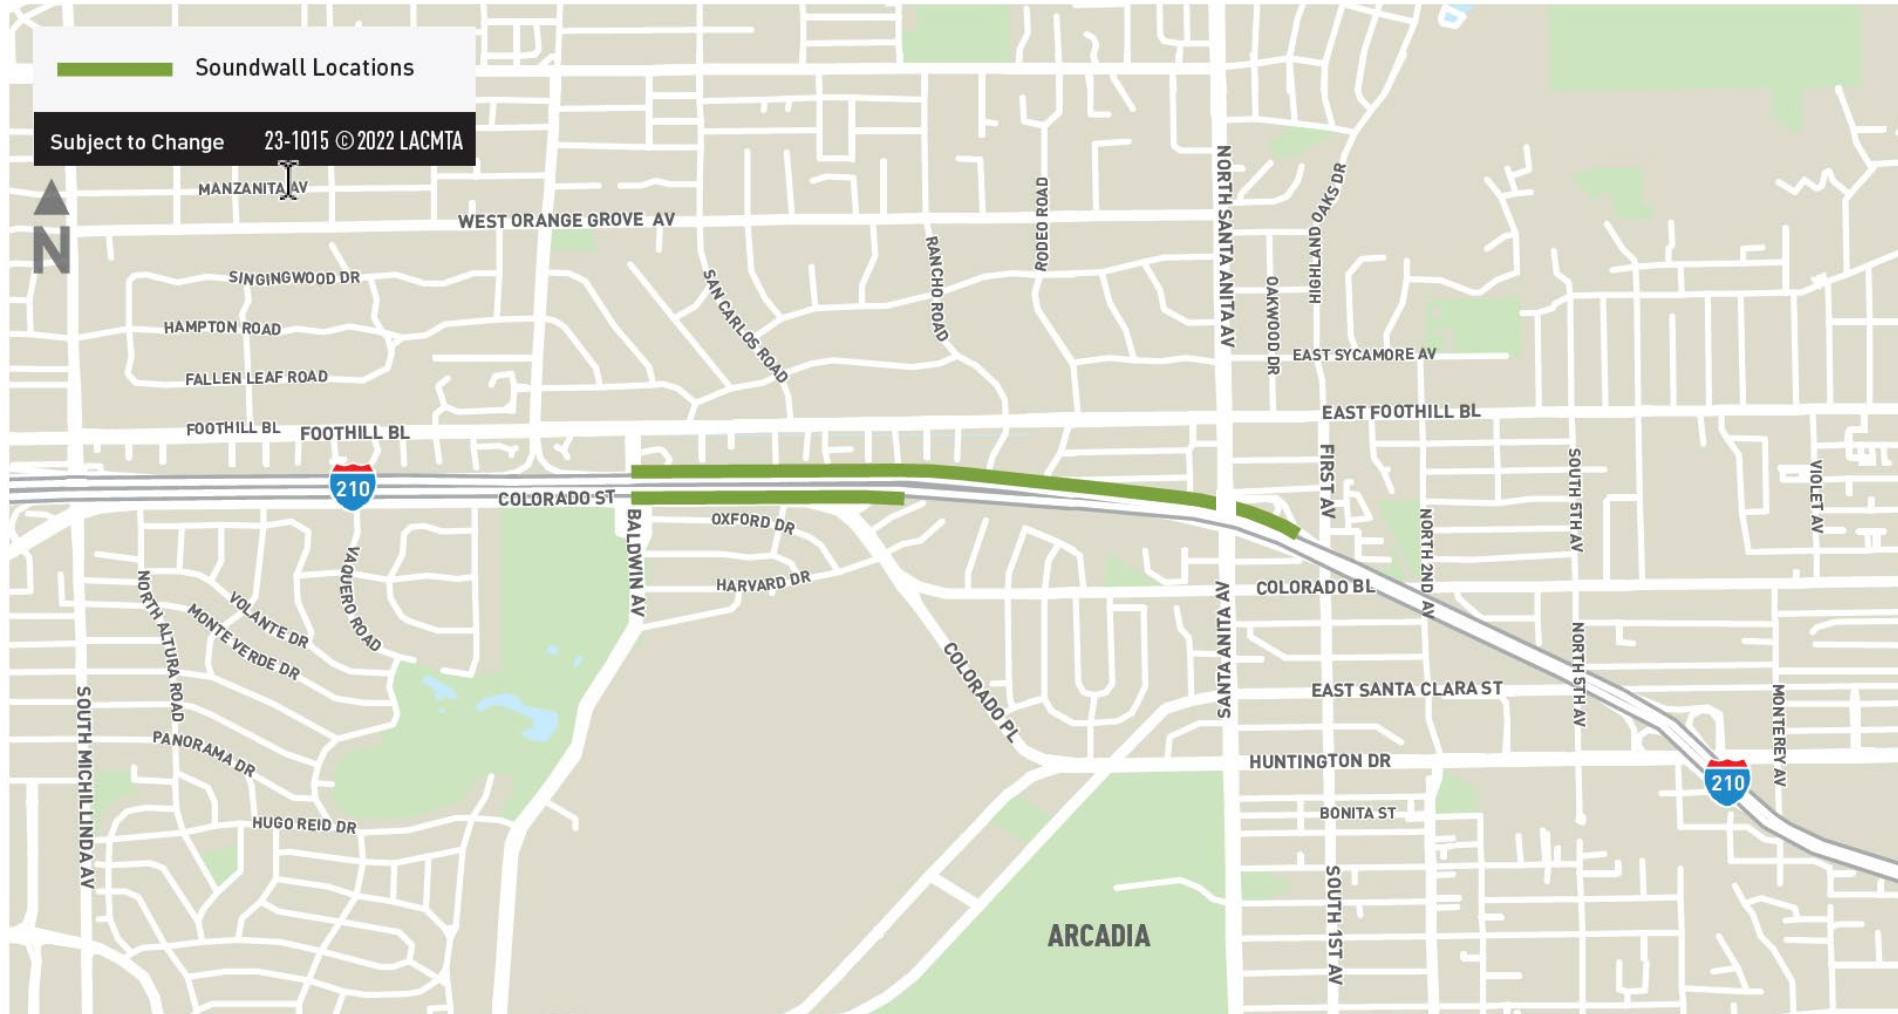 Soundwall Locations
Subject to Change 23-1015 ©2022 LACMTA
MANZANITA AV
N
WEST ORANGE GROVE AV
SINGINGWOOD DR
HAMPTON ROAD
FALLEN LEAF ROAD
FOOTHILL BL
FOOTHILL BL
SAN CARLOS ROAD
RANCHO ROAD
RODEO ROAD
NORTH SANTA ANITA AV
OAKWOOD DR
HIGHLAND OAKS DR
EAST SYCAMORE AV
EAST FOOTHILL BL
210
COLORADO ST
BALDWIN AV
OXFORD DR
HARVARD DR
FIRST AV
NORTH 2ND AV
SOUTH 5TH AV
VIOLET AV
COLORADO BL
VAQUERO ROAD
VOLANTE DR
MONTE VERDE DR
NORTH ALTURA ROAD
PANORAMA DR
SOUTH MICHILLINDA AV
HUGO REID DR
COLORADO PL
SANTA ANITA AV
EAST SANTA CLARA ST
NORTH 5TH AV
MONTEREY AV
HUNTINGTON DR
210
BONITA ST
SOUTH 1ST AV
ARCADIA